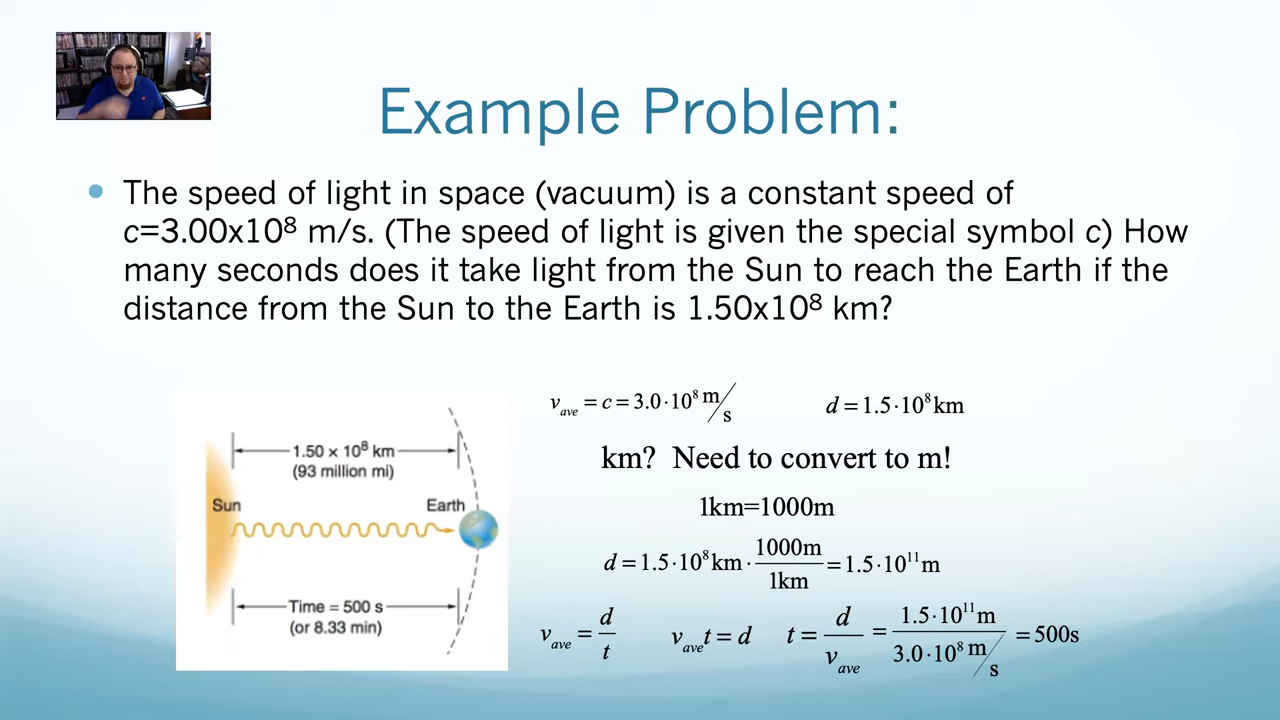 Example Problem:
• The speed of light in space (vacuum) is a constant speed of
c=3.00x10⁸ m/s. (The speed of light is given the special symbol c) How
many seconds does it take light from the Sun to reach the Earth if the
distance from the Sun to the Earth is 1.50x10⁸ km?
1.50 × 10⁸ km
(93 million mi)
Sun
Earth
Time = 500 s
(or 8.33 min)
v_ave = c = 3.0·10⁸ m/s
d = 1.5·10⁸ km
km? Need to convert to m!
1km=1000m
d = 1.5·10⁸ km · 1000m/1km = 1.5·10¹¹ m
v_ave = d/t
v_ave t = d
t = d/v_ave = 1.5·10¹¹ m / 3.0·10⁸ m/s = 500s